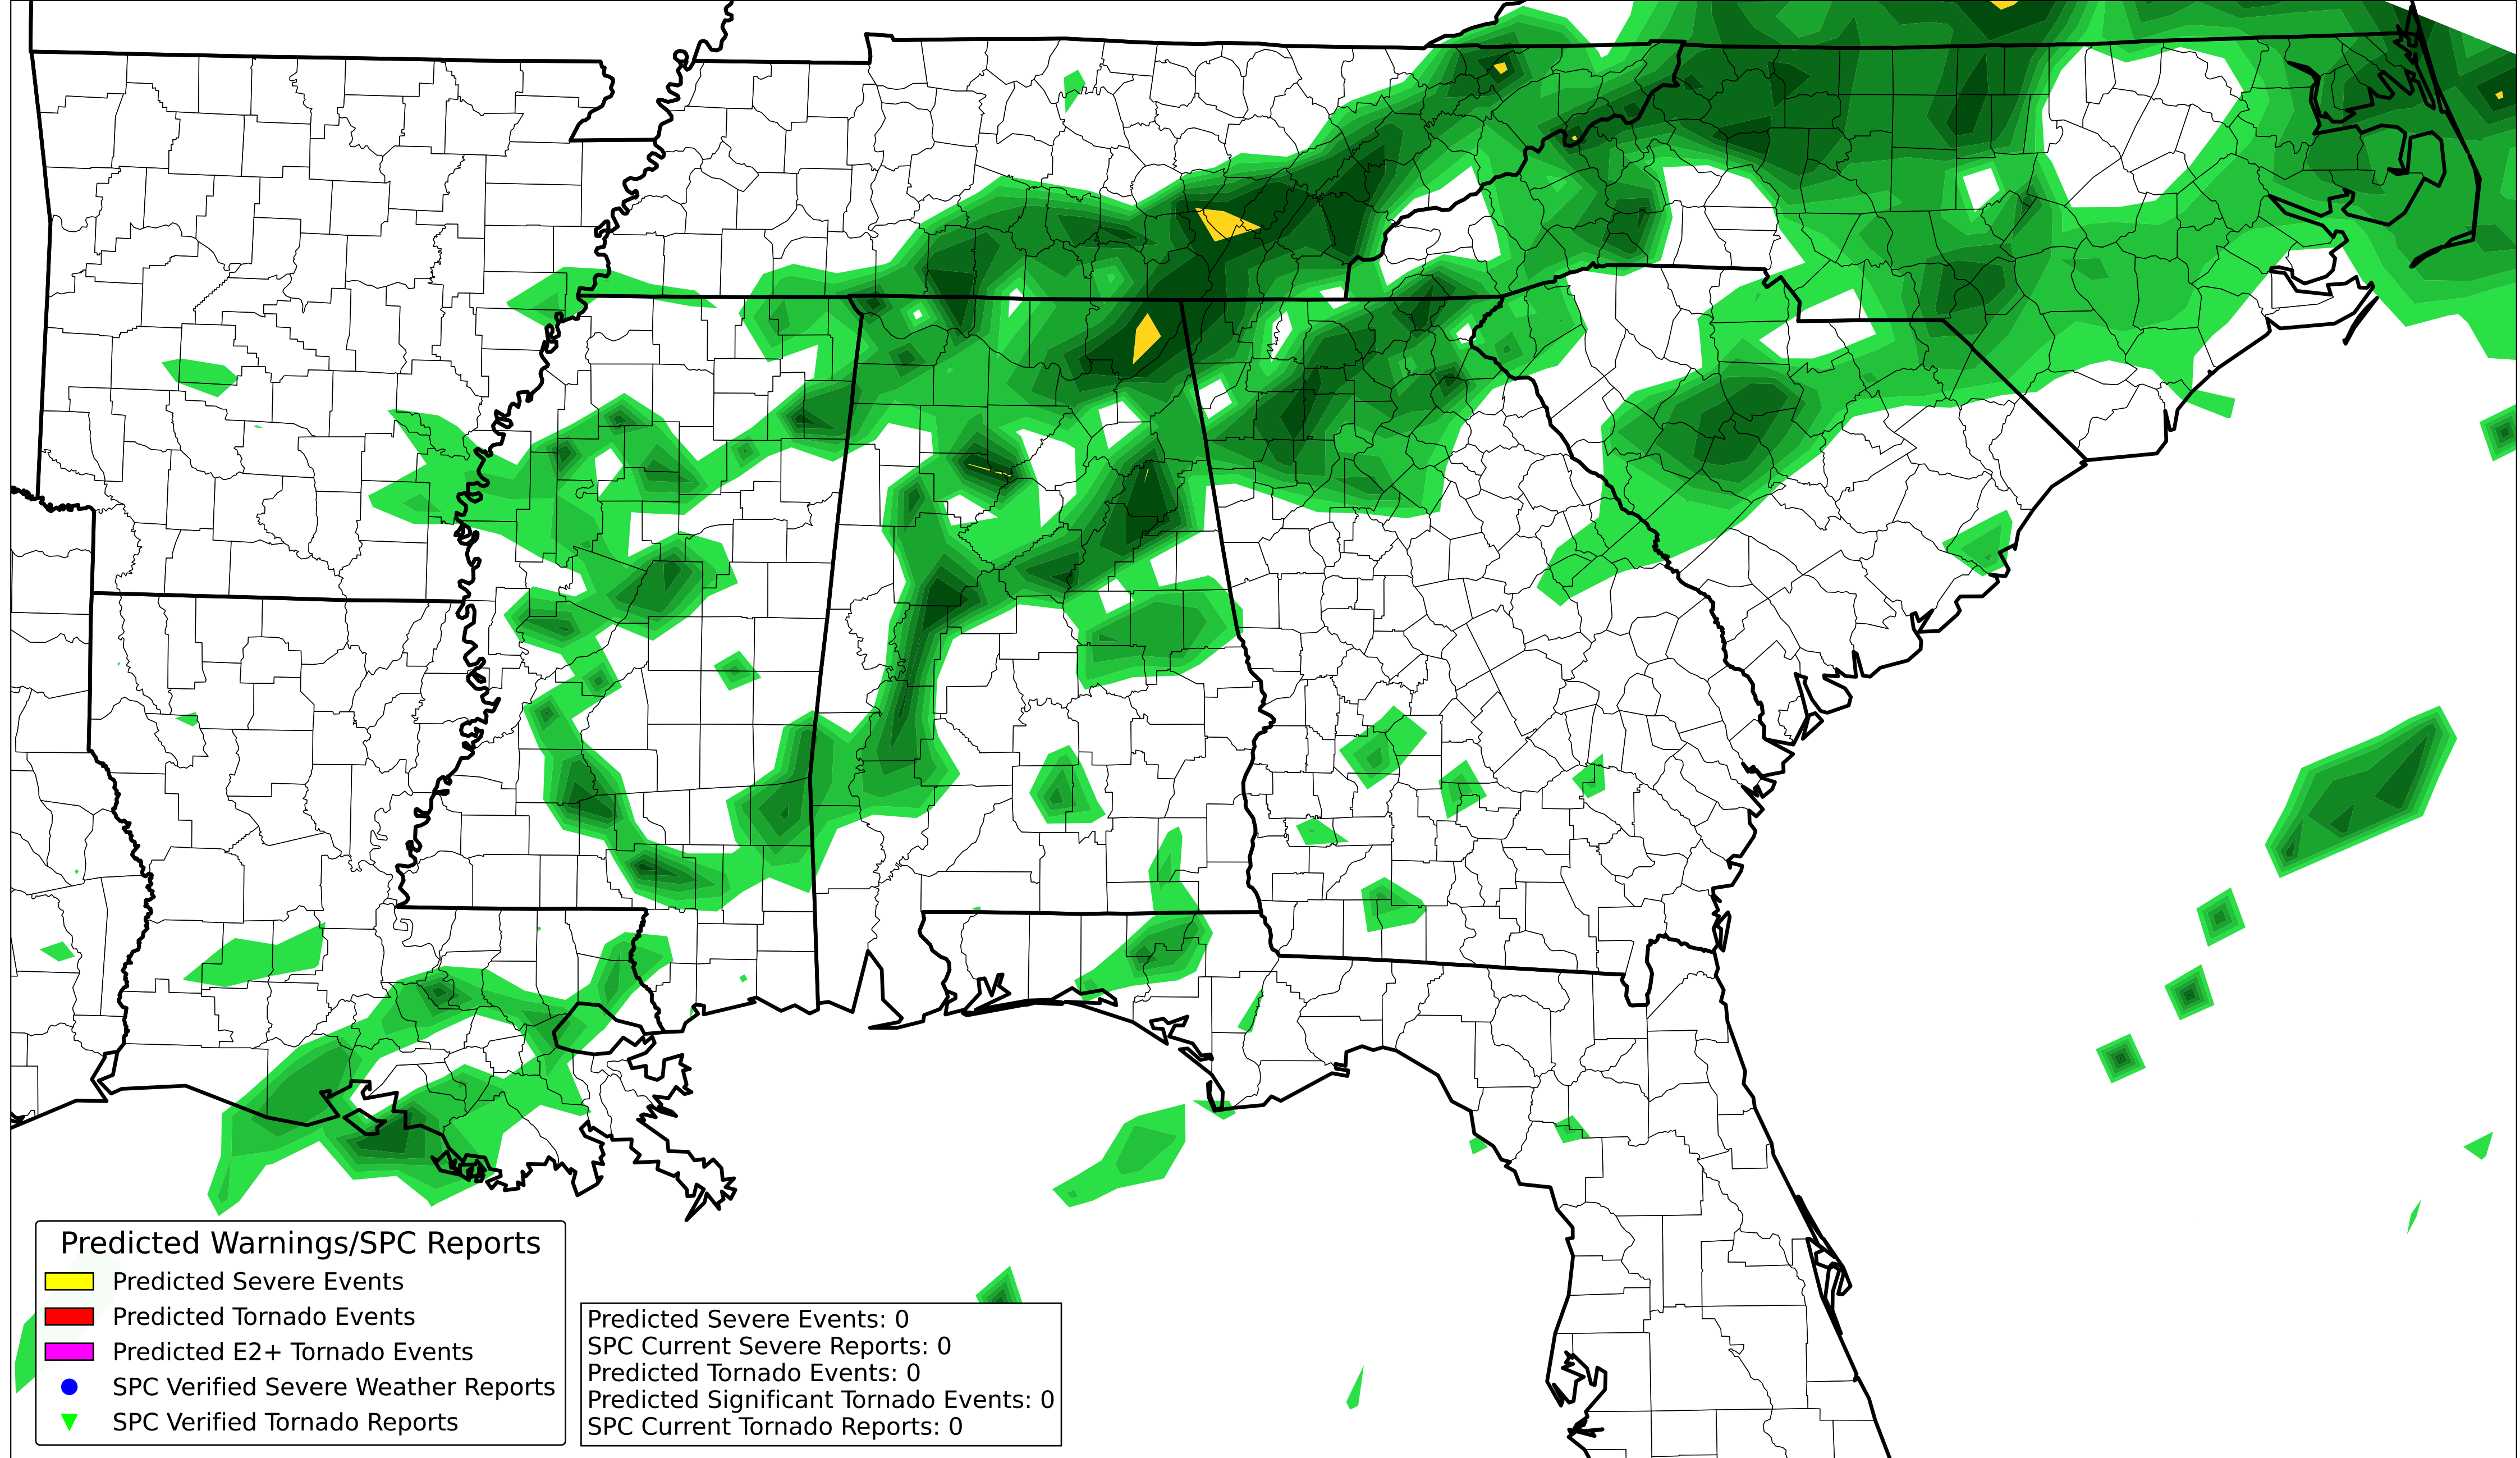 Predicted Warnings/SPC Reports
Predicted Severe Events
Predicted Tornado Events
Predicted E2+ Tornado Events
SPC Verified Severe Weather Reports
SPC Verified Tornado Reports
Predicted Severe Events: 0
SPC Current Severe Reports: 0
Predicted Tornado Events: 0
Predicted Significant Tornado Events: 0
SPC Current Tornado Reports: 0